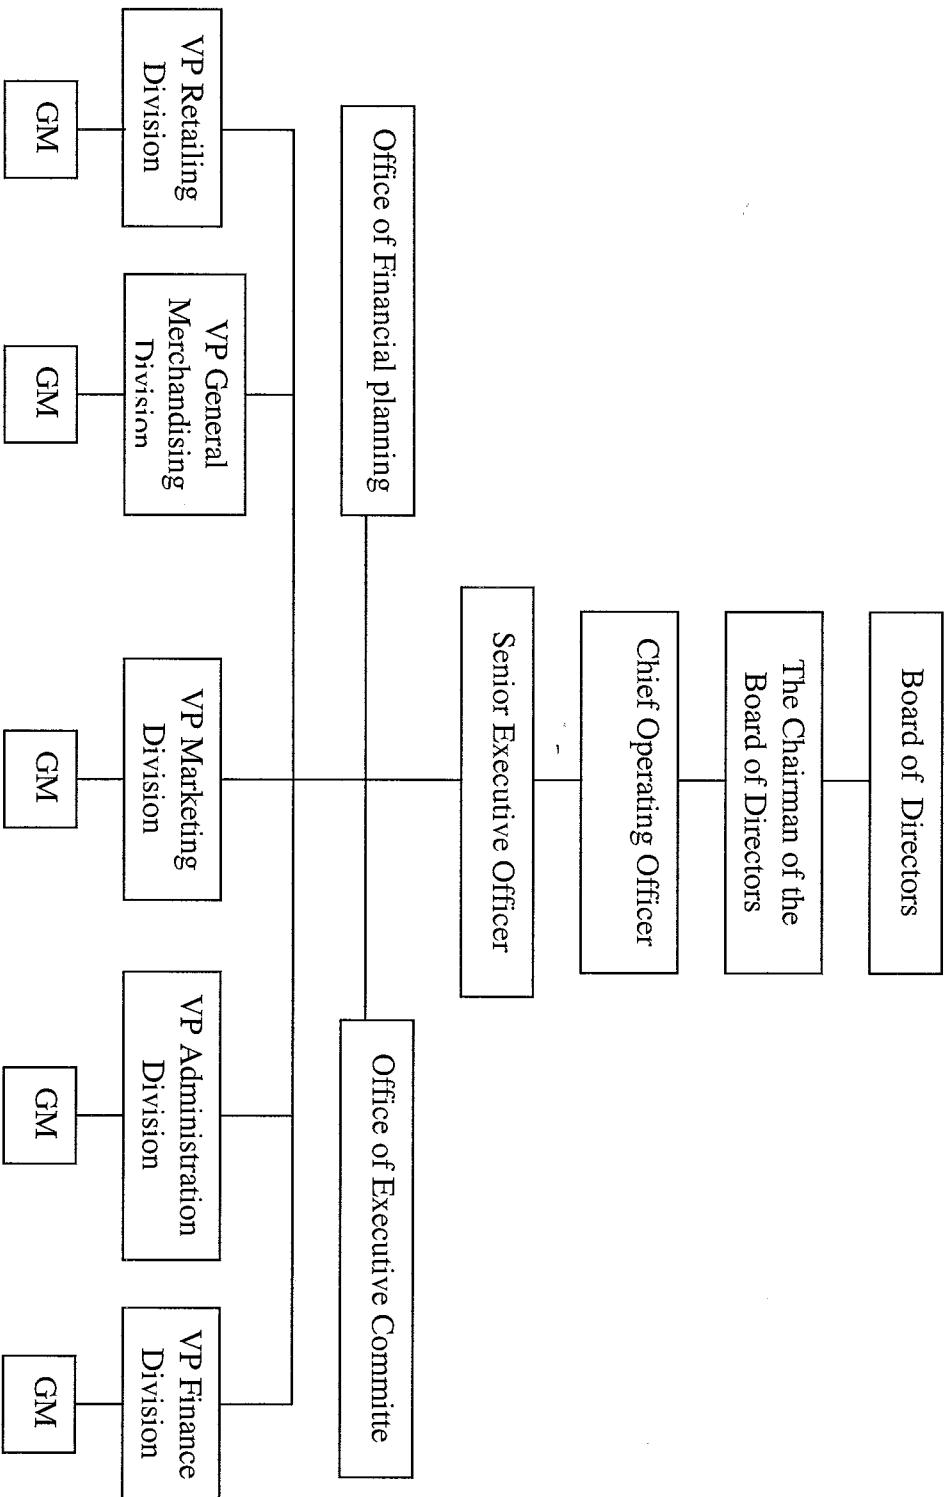 Board of Directors
The Chairman of the
Board of Directors
Chief Operating Officer
Senior Executive Officer
Office of Financial planning
Office of Executive Committe
VP Retailing
Division
VP General
Merchandising
Division
VP Marketing
Division
VP Administration
Division
VP Finance
Division
GM
GM
GM
GM
GM